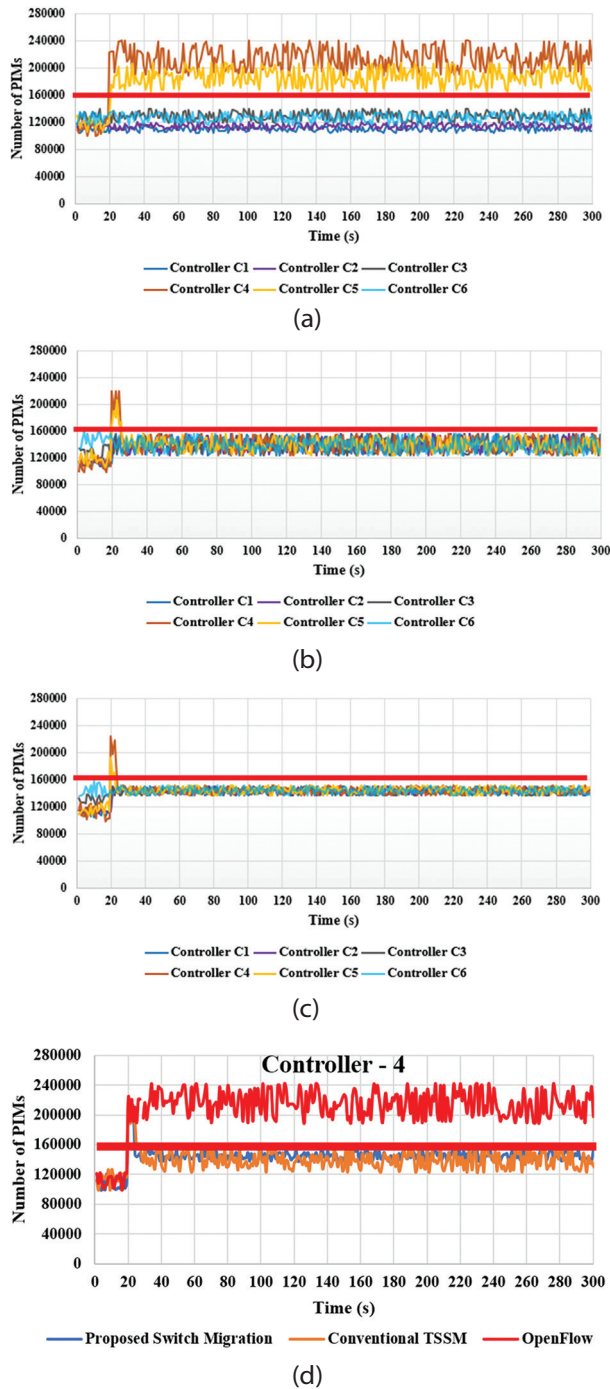 280000
240000
200000
160000
120000
80000
40000
0
Number of PIMs
0 20 40 60 80 100 120 140 160 180 200 220 240 260 280 300
Time (s)
Controller C1 Controller C2 Controller C3
Controller C4 Controller C5 Controller C6
(a)
280000
240000
200000
160000
120000
80000
40000
0
Number of PIMs
0 20 40 60 80 100 120 140 160 180 200 220 240 260 280 300
Time (s)
Controller C1 Controller C2 Controller C3
Controller C4 Controller C5 Controller C6
(b)
280000
240000
200000
160000
120000
80000
40000
0
Number of PIMs
0 20 40 60 80 100 120 140 160 180 200 220 240 260 280 300
Time (s)
Controller C1 Controller C2 Controller C3
Controller C4 Controller C5 Controller C6
(c)
Controller - 4
280000
240000
200000
160000
120000
80000
40000
0
Number of PIMs
0 20 40 60 80 100 120 140 160 180 200 220 240 260 280 300
Time (s)
Proposed Switch Migration Conventional TSSM OpenFlow
(d)